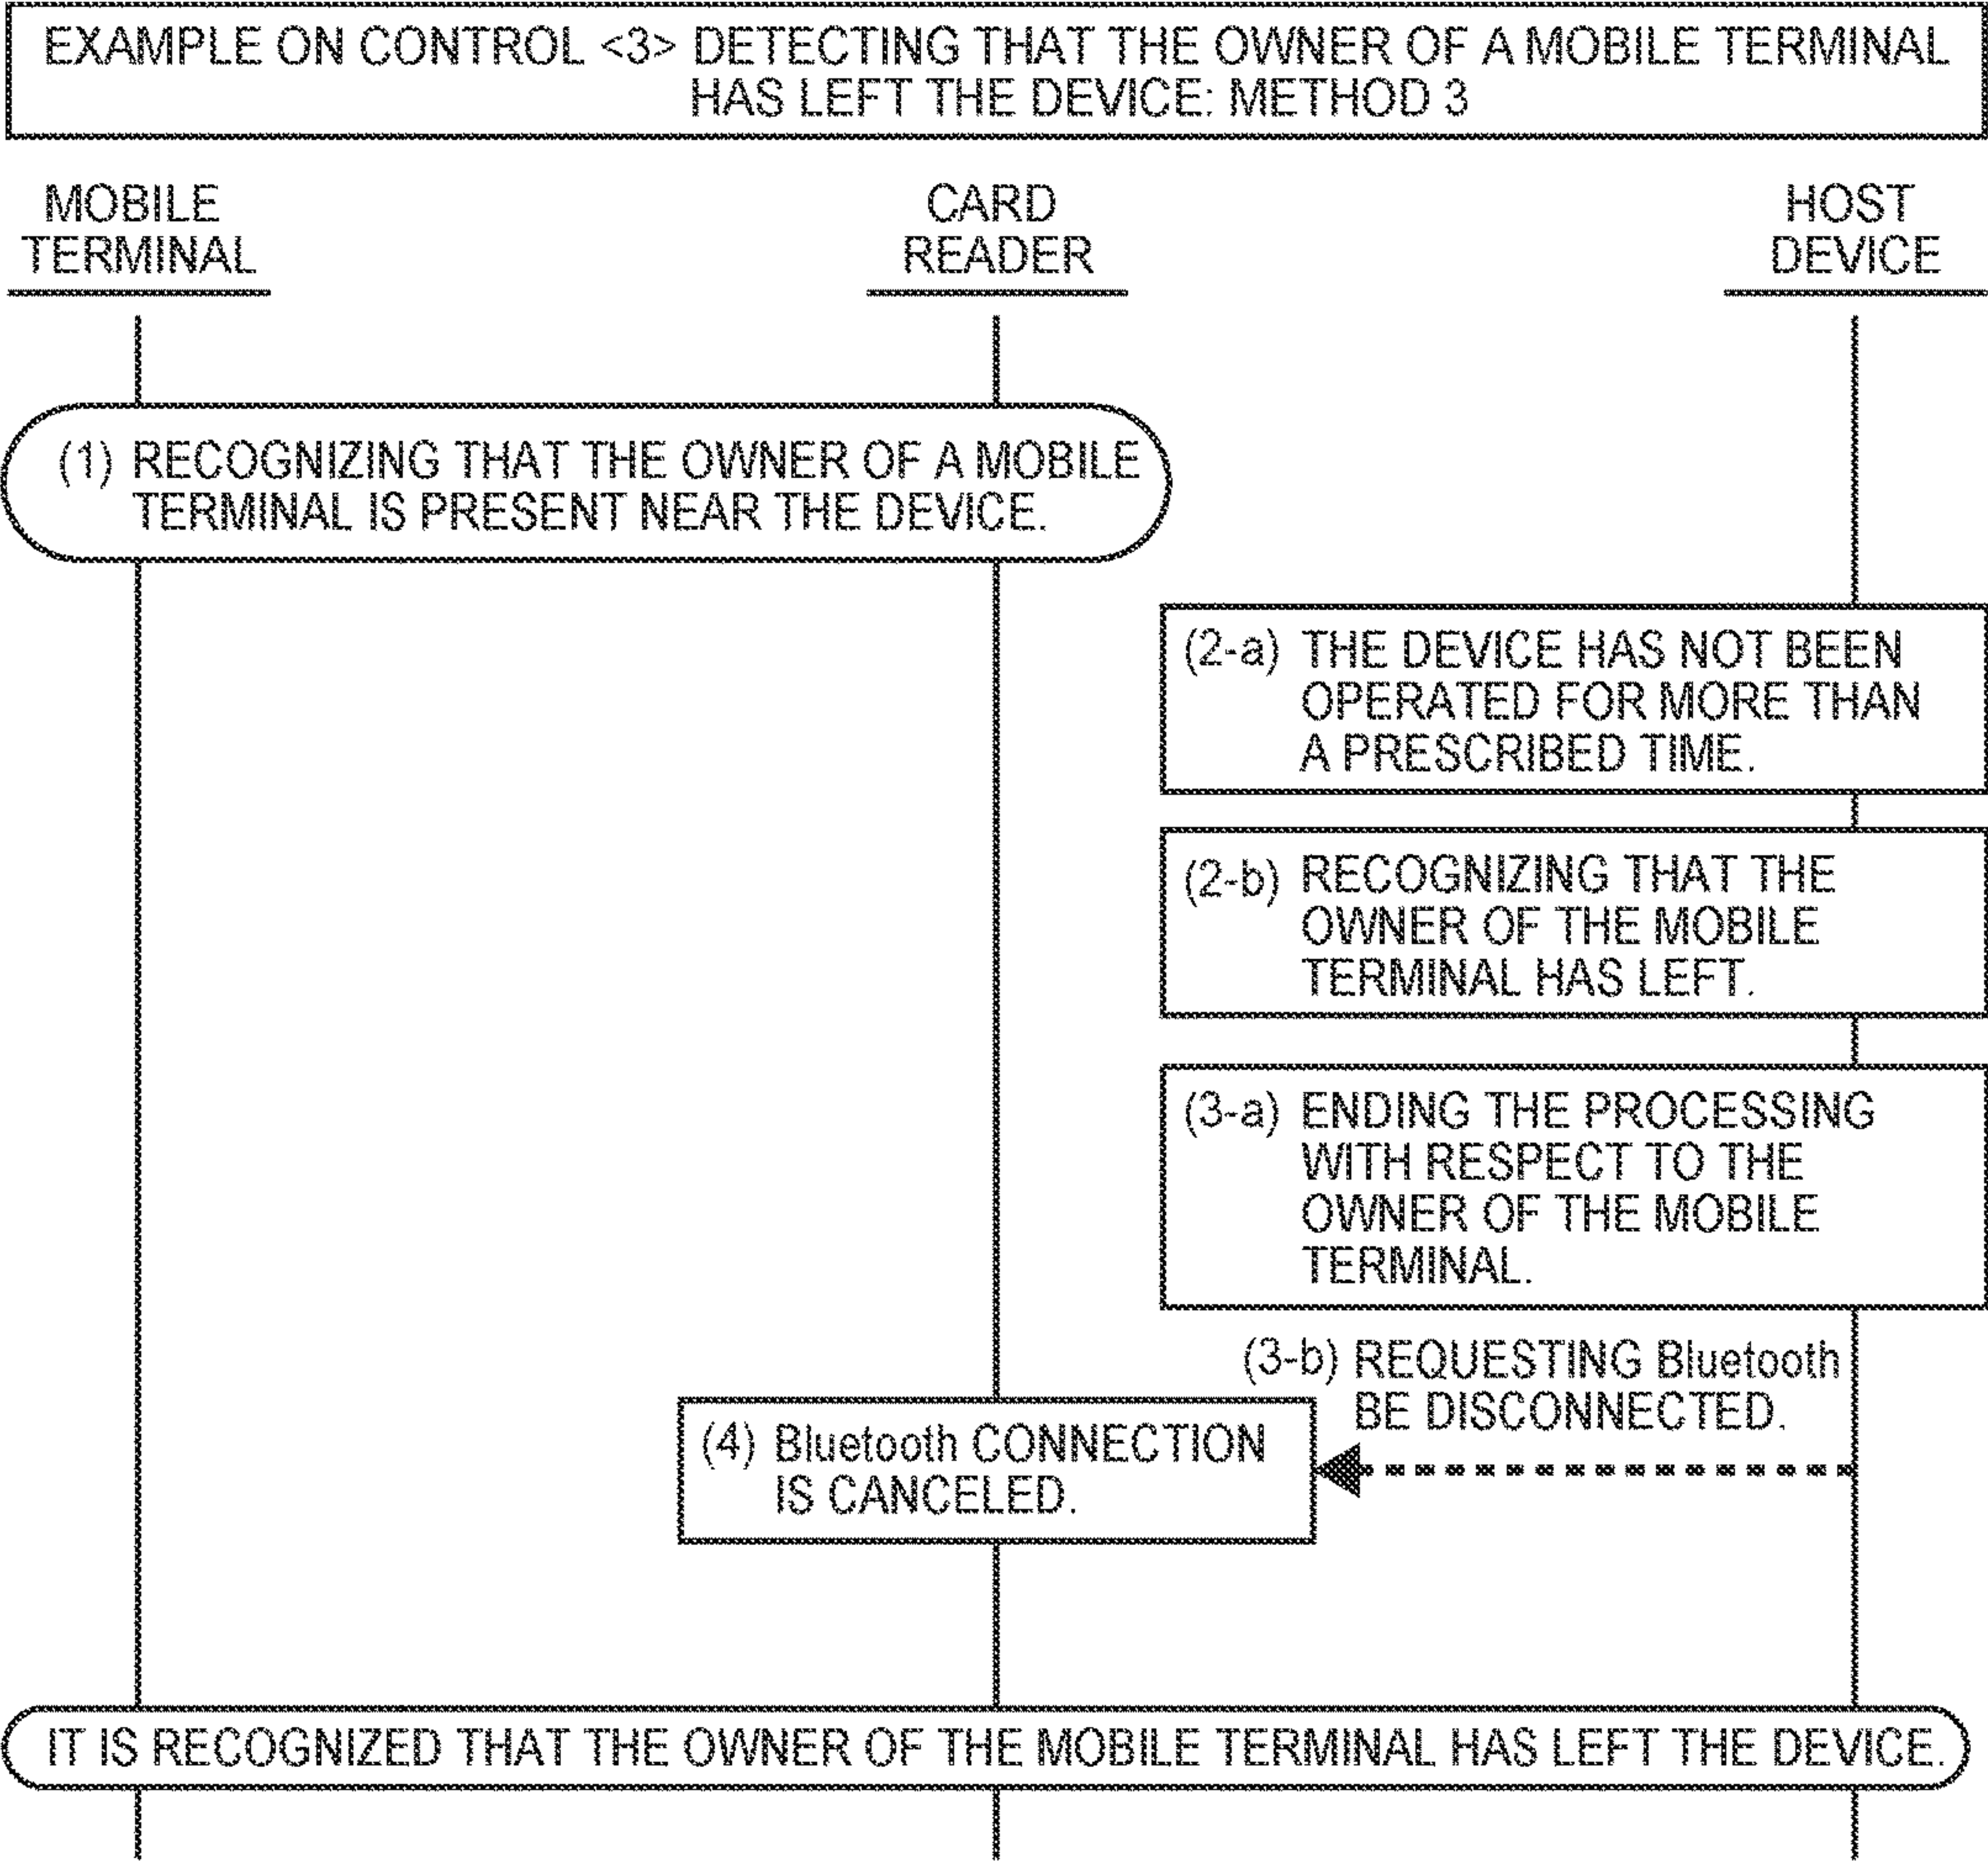 EXAMPLE ON CONTROL <3> DETECTING THAT THE OWNER OF A MOBILE TERMINAL
HAS LEFT THE DEVICE: METHOD 3
MOBILE
TERMINAL
CARD
READER
HOST
DEVICE
(1) RECOGNIZING THAT THE OWNER OF A MOBILE
TERMINAL IS PRESENT NEAR THE DEVICE.
(2-a) THE DEVICE HAS NOT BEEN
OPERATED FOR MORE THAN
A PRESCRIBED TIME.
(2-b) RECOGNIZING THAT THE
OWNER OF THE MOBILE
TERMINAL HAS LEFT.
(3-a) ENDING THE PROCESSING
WITH RESPECT TO THE
OWNER OF THE MOBILE
TERMINAL.
(3-b) REQUESTING Bluetooth
BE DISCONNECTED.
(4) Bluetooth CONNECTION
IS CANCELED.
IT IS RECOGNIZED THAT THE OWNER OF THE MOBILE TERMINAL HAS LEFT THE DEVICE.